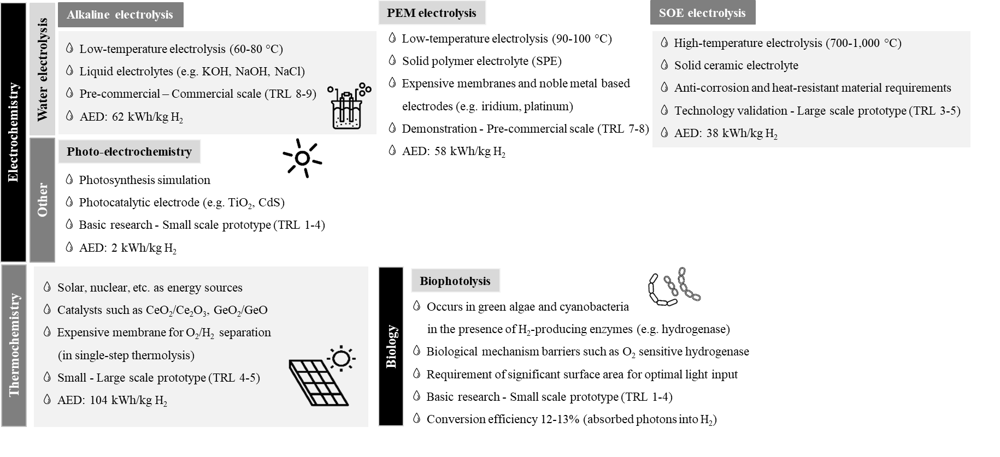 Electrochemistry
Water electrolysis
Alkaline electrolysis
Low-temperature electrolysis (60-80 °C)
Liquid electrolytes (e.g. KOH, NaOH, NaCl)
Pre-commercial – Commercial scale (TRL 8-9)
AED: 62 kWh/kg H₂
PEM electrolysis
Low-temperature electrolysis (90-100 °C)
Solid polymer electrolyte (SPE)
Expensive membranes and noble metal based
electrodes (e.g. iridium, platinum)
Demonstration - Pre-commercial scale (TRL 7-8)
AED: 58 kWh/kg H₂
SOE electrolysis
High-temperature electrolysis (700-1,000 °C)
Solid ceramic electrolyte
Anti-corrosion and heat-resistant material requirements
Technology validation - Large scale prototype (TRL 3-5)
AED: 38 kWh/kg H₂
Other
Photo-electrochemistry
Photosynthesis simulation
Photocatalytic electrode (e.g. TiO₂, CdS)
Basic research - Small scale prototype (TRL 1-4)
AED: 2 kWh/kg H₂
Thermochemistry
Solar, nuclear, etc. as energy sources
Catalysts such as CeO₂/Ce₂O₃, GeO₂/GeO
Expensive membrane for O₂/H₂ separation
(in single-step thermolysis)
Small - Large scale prototype (TRL 4-5)
AED: 104 kWh/kg H₂
Biology
Biophotolysis
Occurs in green algae and cyanobacteria
in the presence of H₂-producing enzymes (e.g. hydrogenase)
Biological mechanism barriers such as O₂ sensitive hydrogenase
Requirement of significant surface area for optimal light input
Basic research - Small scale prototype (TRL 1-4)
Conversion efficiency 12-13% (absorbed photons into H₂)